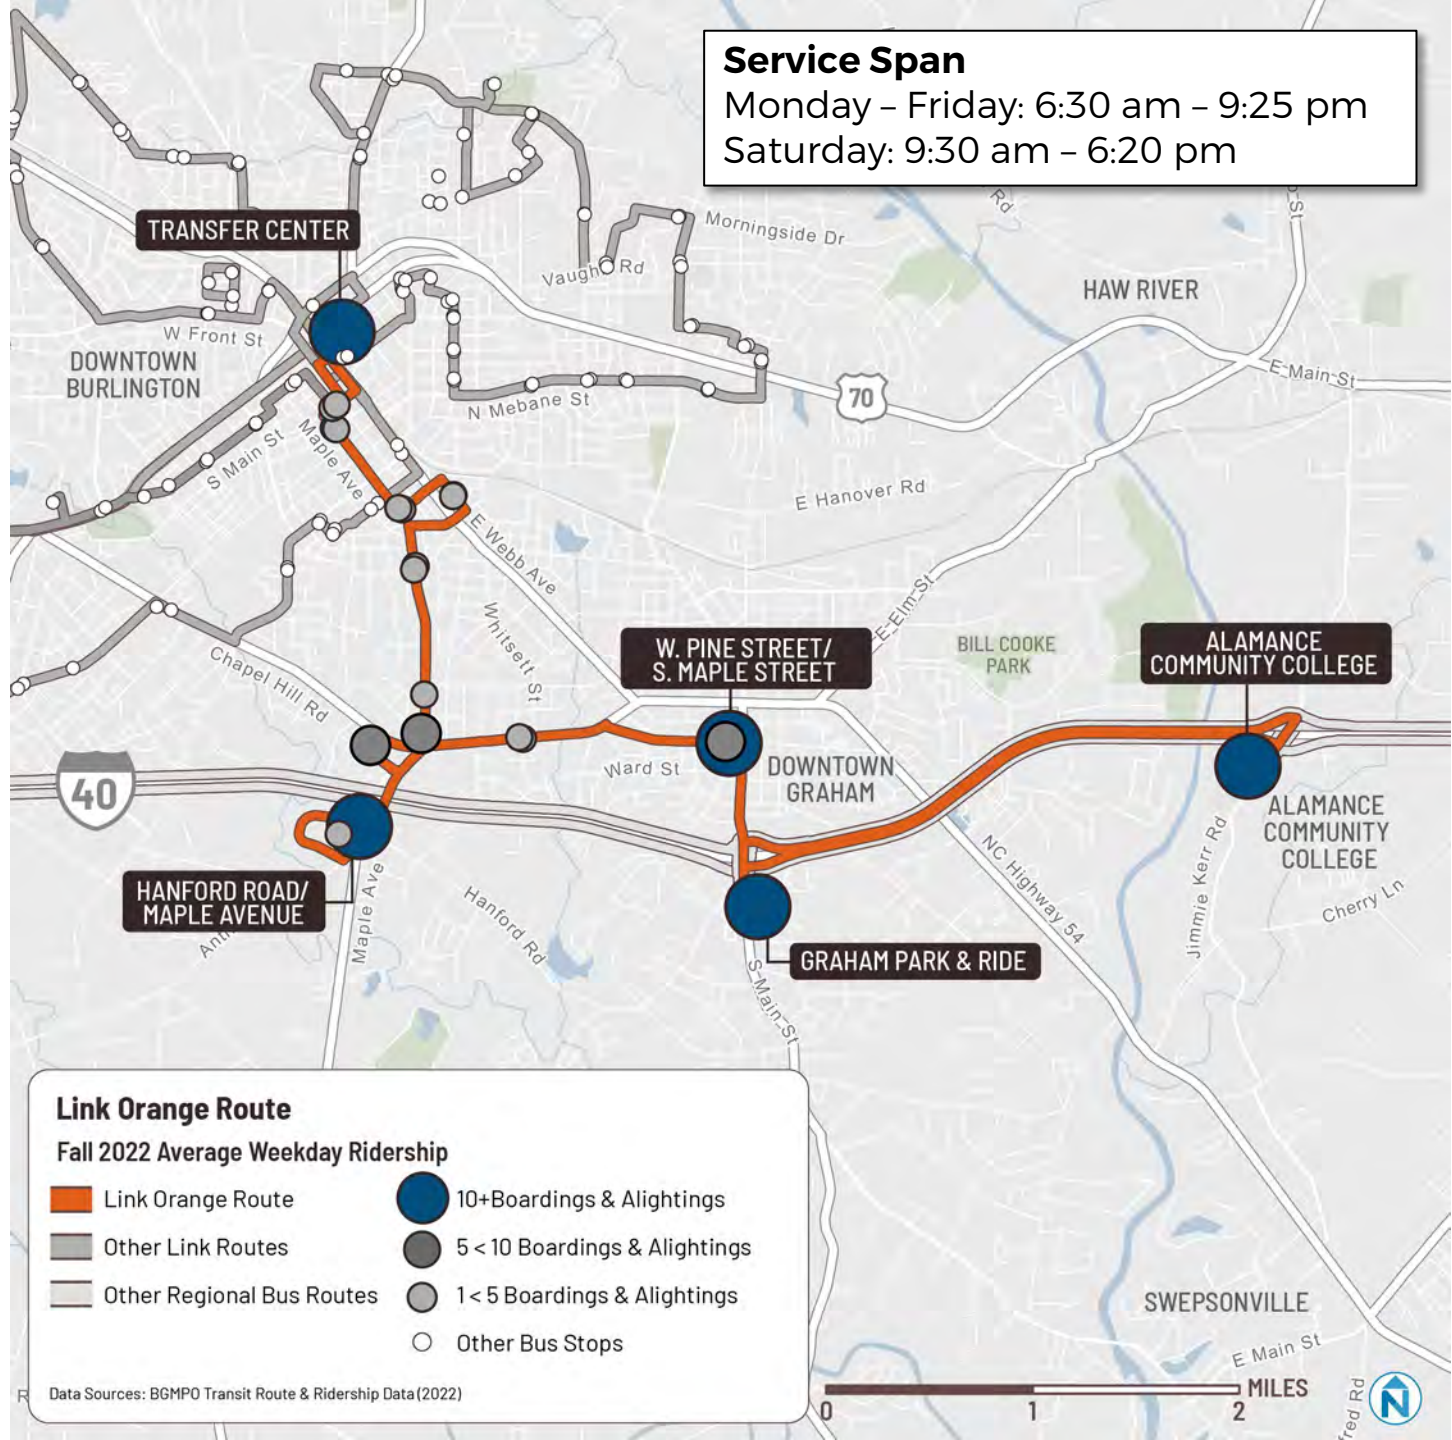 Service Span
Monday – Friday: 6:30 am – 9:25 pm
Saturday: 9:30 am – 6:20 pm
Rd
TRANSFER CENTER
Morningside Dr
Rd
HAW RIVER
W Front St
DOWNTOWN
BURLINGTON
N Mebane St
70
E Main St
S Main St
Maple Ave
E Hanover Rd
E Webb Ave
Whitsett St
E Elm St
W. PINE STREET/
S. MAPLE STREET
BILL COOKE
PARK
ALAMANCE
COMMUNITY COLLEGE
Chapel Hill Rd
40
Ward St
DOWNTOWN
GRAHAM
ALAMANCE
COMMUNITY
COLLEGE
HANFORD ROAD/
MAPLE AVENUE
Maple Ave
Hanford Rd
NC Highway 54
Jimmie Kerr Rd
Cherry Ln
GRAHAM PARK & RIDE
S Main St
Link Orange Route
Fall 2022 Average Weekday Ridership
Link Orange Route
10+Boardings & Alightings
Other Link Routes
5 < 10 Boardings & Alightings
Other Regional Bus Routes
1 < 5 Boardings & Alightings
Other Bus Stops
Data Sources: BGMPO Transit Route & Ridership Data (2022)
SWEPSONVILLE
E Main St
MILES
0
1
2
N